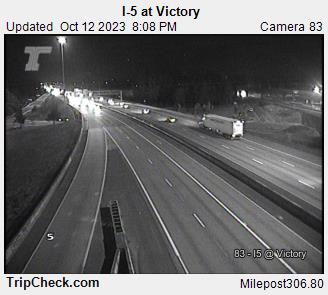 I-5 at Victory
Updated Oct 12 2023 8:08 PM Camera 83
T
S
83 - I5 @ Victory
TripCheck.com Milepost306.80